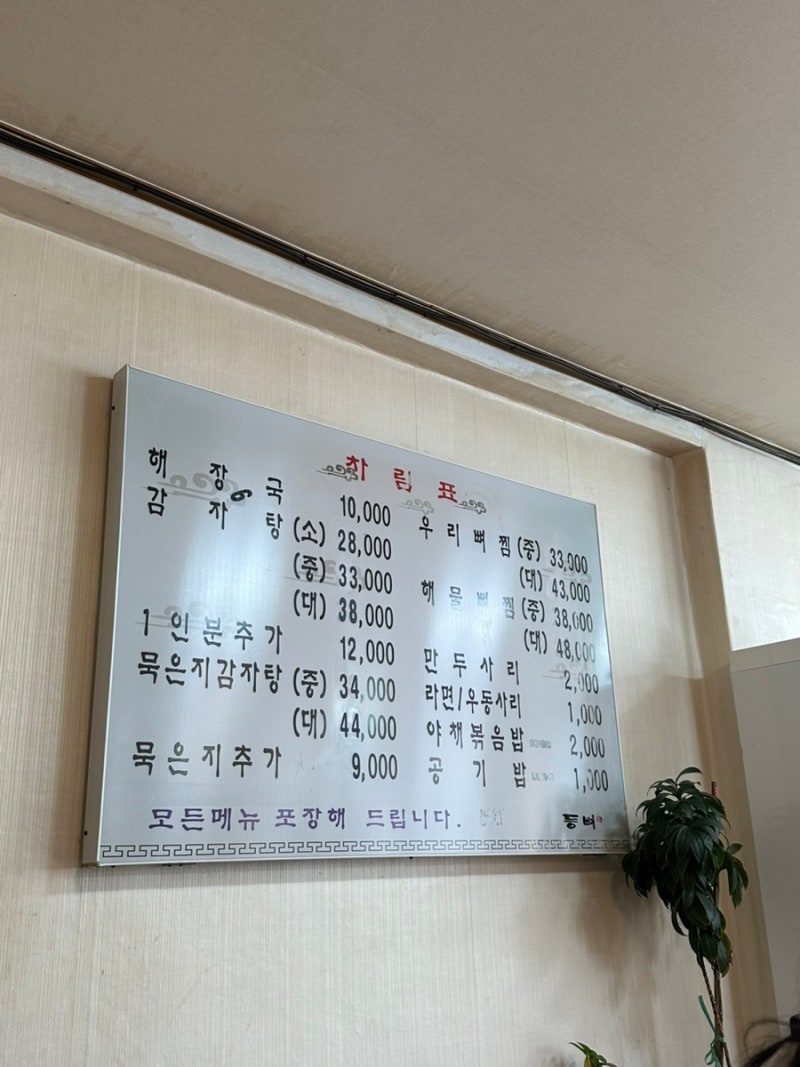 차림표
해장국 10,000
감자탕 (소) 28,000
(중) 33,000
(대) 38,000
1인분추가 12,000
묵은지감자탕 (중) 34,000
(대) 44,000
묵은지추가 9,000
우리뼈찜 (중) 33,000
(대) 43,000
해물뼈찜 (중) 38,000
(대) 48,000
만두사리 2,000
라면/우동사리 1,000
야채볶음밥 2,000
공기밥 1,000
모든메뉴 포장해 드립니다.